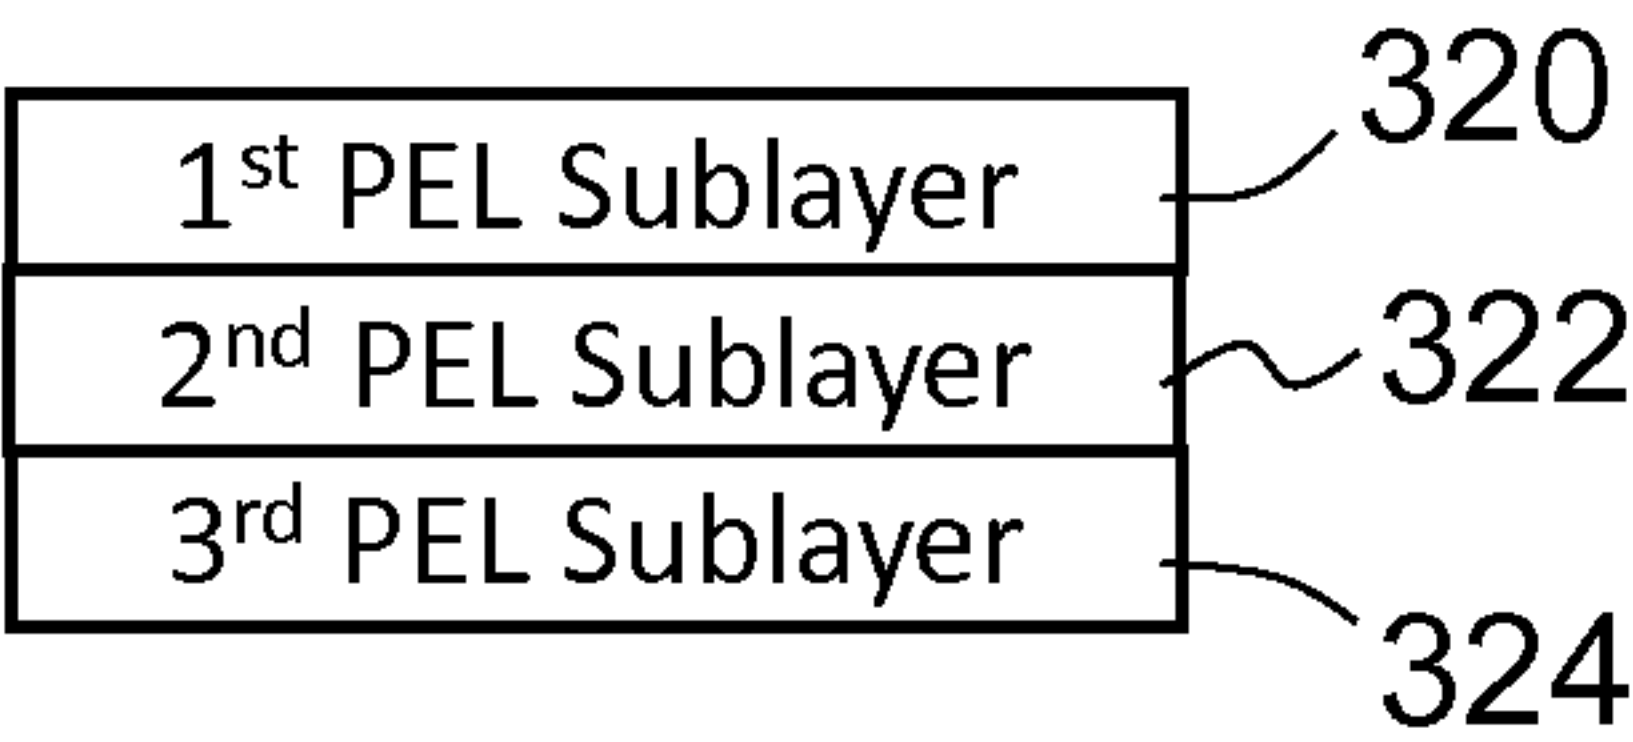 320
1st PEL Sublayer
2nd PEL Sublayer
322
3rd PEL Sublayer
324